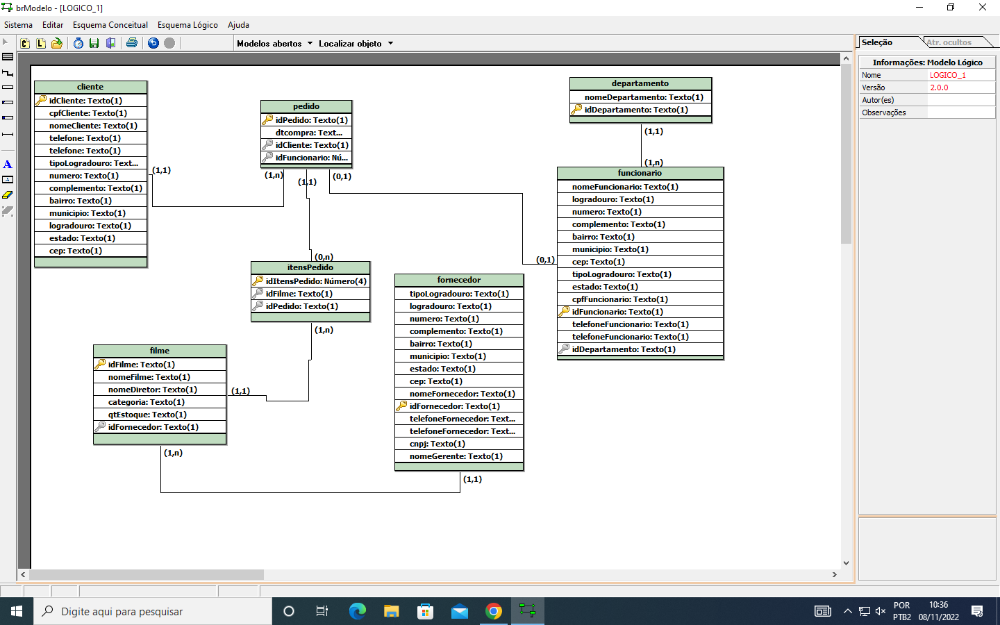 brModelo - [LOGICO_1]
Sistema Editar Esquema Conceitual Esquema Lógico Ajuda
Modelos abertos Localizar objeto
Seleção Atr. ocultos
Informações: Modelo Lógico
Nome LOGICO_1
Versão 2.0.0
Autor(es)
Observações
cliente
idCliente: Texto(1)
cpfCliente: Texto(1)
nomeCliente: Texto(1)
telefone: Texto(1)
telefone: Texto(1)
tipoLogradouro: Text...
numero: Texto(1)
complemento: Texto(1)
bairro: Texto(1)
municipio: Texto(1)
logradouro: Texto(1)
estado: Texto(1)
cep: Texto(1)
(1,1)
pedido
idPedido: Texto(1)
dtcompra: Text...
idCliente: Texto(1)
idFuncionario: Nú...
(1,n)
(1,1)
(0,1)
departamento
nomeDepartamento: Texto(1)
idDepartamento: Texto(1)
(1,1)
(1,n)
funcionario
nomeFuncionario: Texto(1)
logradouro: Texto(1)
numero: Texto(1)
complemento: Texto(1)
bairro: Texto(1)
municipio: Texto(1)
cep: Texto(1)
tipoLogradouro: Texto(1)
estado: Texto(1)
cpfFuncionario: Texto(1)
idFuncionario: Texto(1)
telefoneFuncionario: Texto(1)
telefoneFuncionario: Texto(1)
idDepartamento: Texto(1)
(0,1)
(0,n)
itensPedido
idItensPedido: Número(4)
idFilme: Texto(1)
idPedido: Texto(1)
(1,n)
fornecedor
tipoLogradouro: Texto(1)
logradouro: Texto(1)
numero: Texto(1)
complemento: Texto(1)
bairro: Texto(1)
municipio: Texto(1)
estado: Texto(1)
cep: Texto(1)
nomeFornecedor: Texto(1)
idFornecedor: Texto(1)
telefoneFornecedor: Text...
telefoneFornecedor: Text...
cnpj: Texto(1)
nomeGerente: Texto(1)
(1,1)
filme
idFilme: Texto(1)
nomeFilme: Texto(1)
nomeDiretor: Texto(1)
categoria: Texto(1)
qtEstoque: Texto(1)
idFornecedor: Texto(1)
(1,1)
(1,n)
Digite aqui para pesquisar
POR
PTB2
10:36
08/11/2022